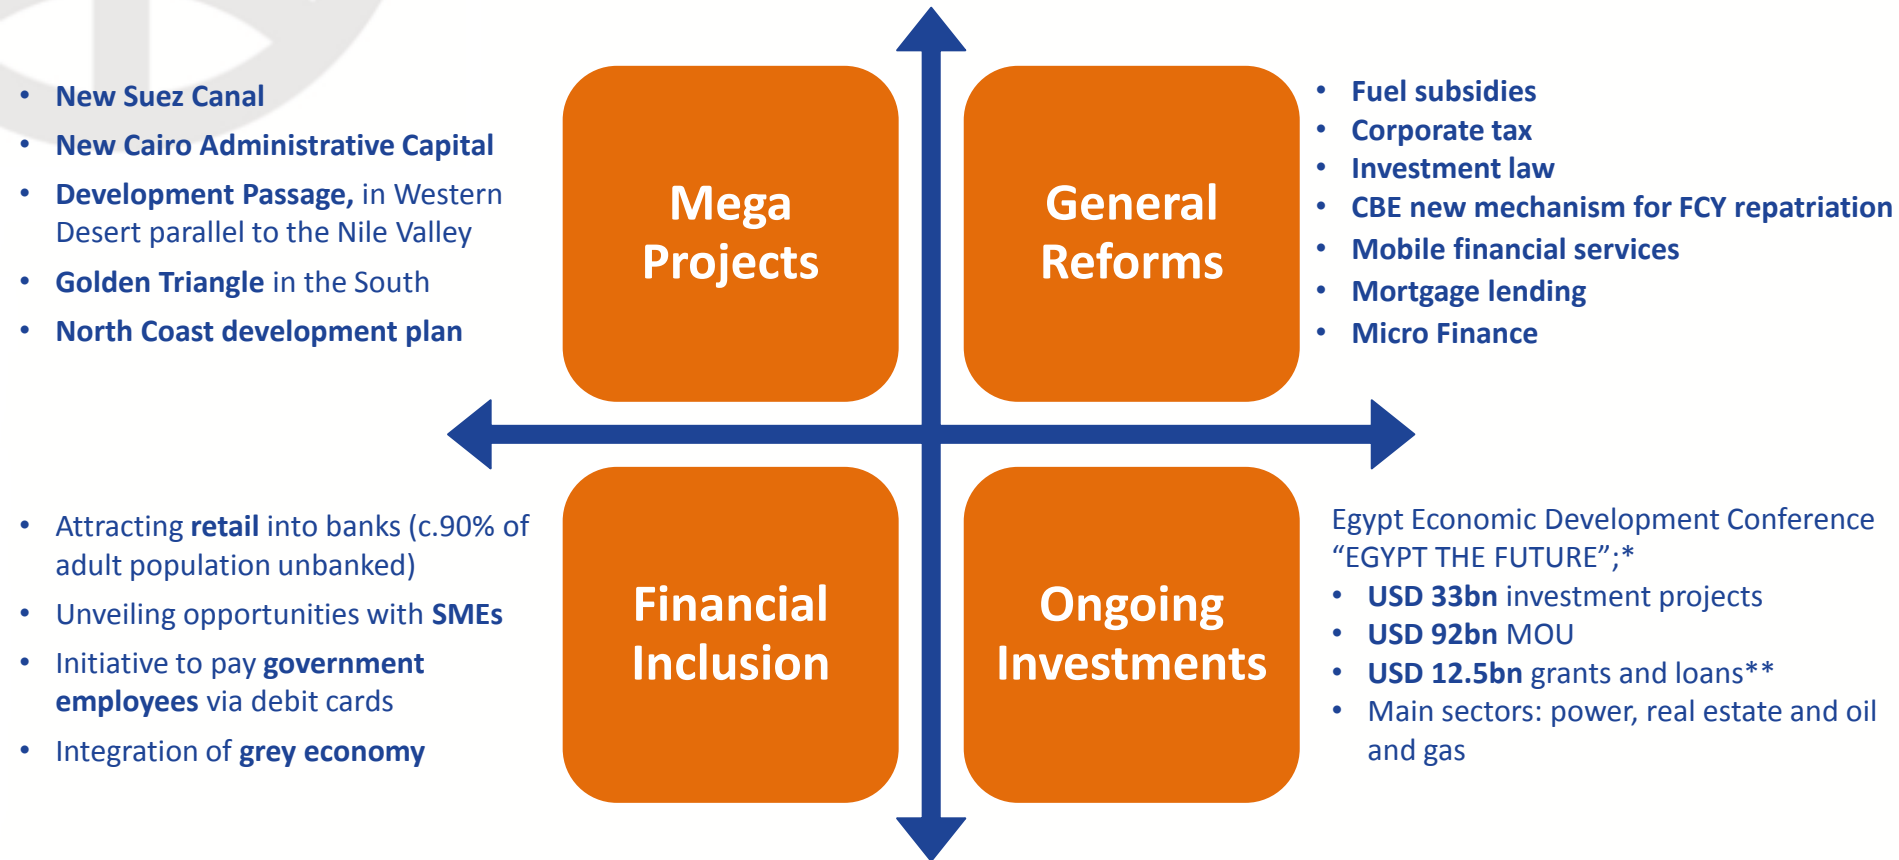 • New Suez Canal
• New Cairo Administrative Capital
• Development Passage, in Western
Desert parallel to the Nile Valley
• Golden Triangle in the South
• North Coast development plan
Mega
Projects
General
Reforms
• Fuel subsidies
• Corporate tax
• Investment law
• CBE new mechanism for FCY repatriation
• Mobile financial services
• Mortgage lending
• Micro Finance
• Attracting retail into banks (c.90% of
adult population unbanked)
• Unveiling opportunities with SMEs
• Initiative to pay government
employees via debit cards
• Integration of grey economy
Financial
Inclusion
Ongoing
Investments
Egypt Economic Development Conference
“EGYPT THE FUTURE”;*
• USD 33bn investment projects
• USD 92bn MOU
• USD 12.5bn grants and loans**
• Main sectors: power, real estate and oil
and gas